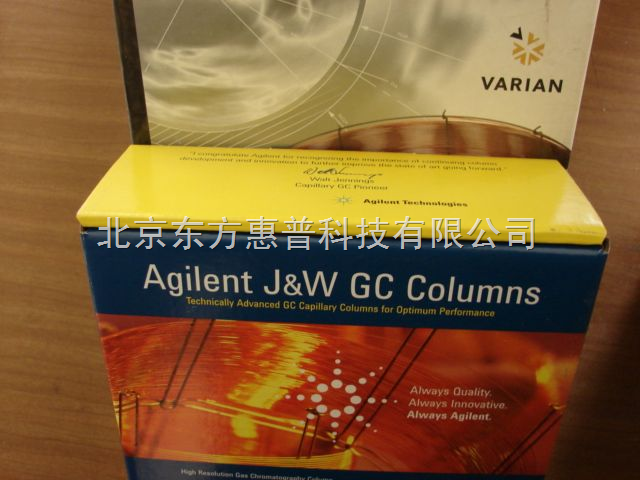 VARIAN
"I congratulate Agilent for recognizing the importance of continuing column
development and innovation to further improve the state of art going forward."
Walt Jennings
Capillary GC Pioneer
Agilent Technologies
北京东方惠普科技有限公司
Agilent J&W GC Columns
Technically Advanced GC Capillary Columns for Optimum Performance
Always Quality.
Always Innovative.
Always Agilent.
High Resolution Gas Chromatography Column